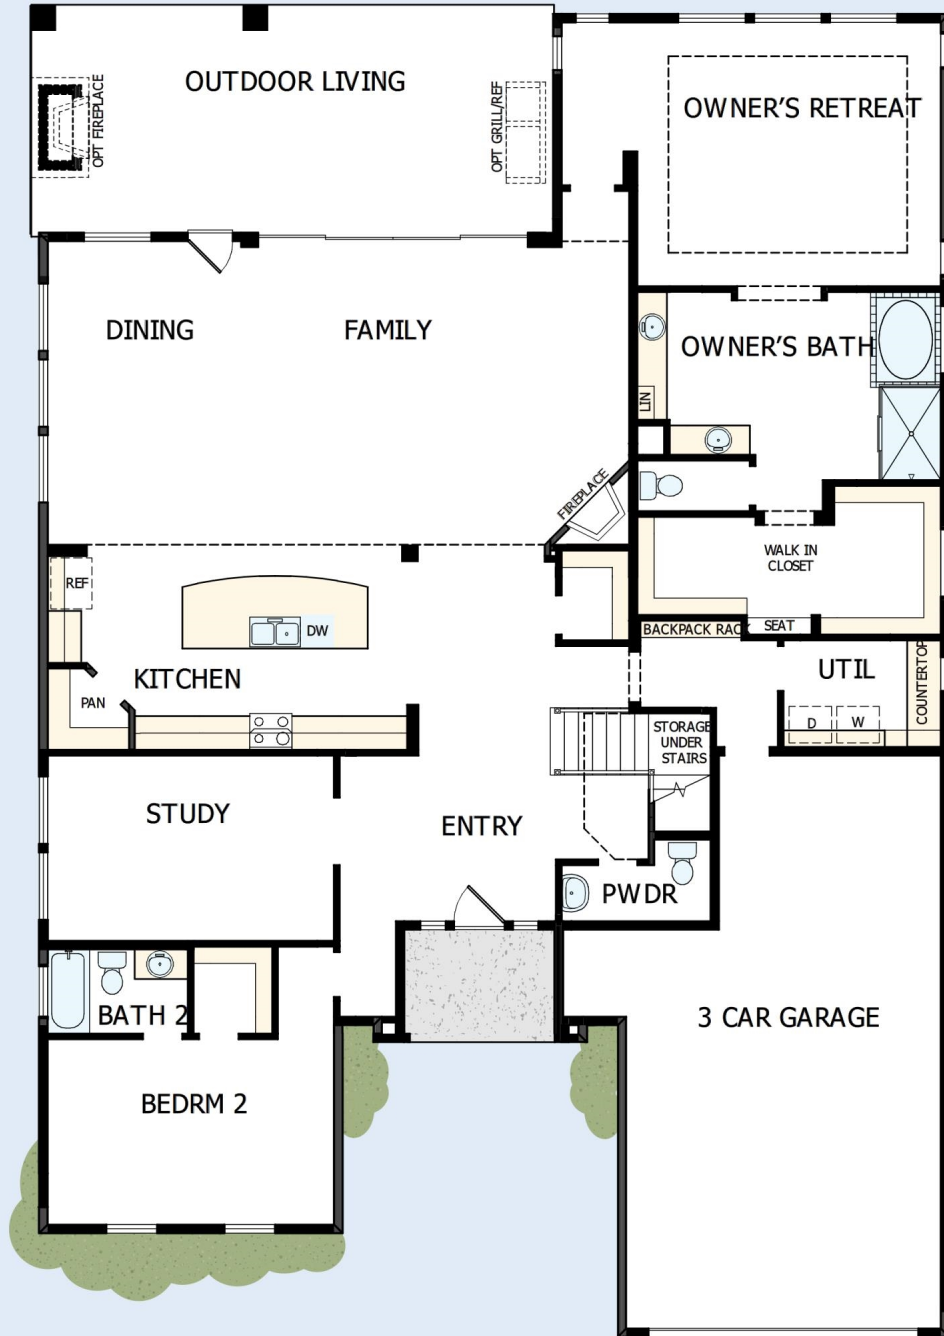 OUTDOOR LIVING
OPT FIREPLACE
OPT GRILL/REF
OWNER'S RETREAT
DINING
FAMILY
OWNER'S BATH
LIN
FIREPLACE
WALK IN
CLOSET
REF
DW
BACKPACK RACK
SEAT
KITCHEN
PAN
UTIL
COUNTERTOP
D
W
STORAGE
UNDER
STAIRS
STUDY
ENTRY
PWDR
BATH 2
3 CAR GARAGE
BEDRM 2